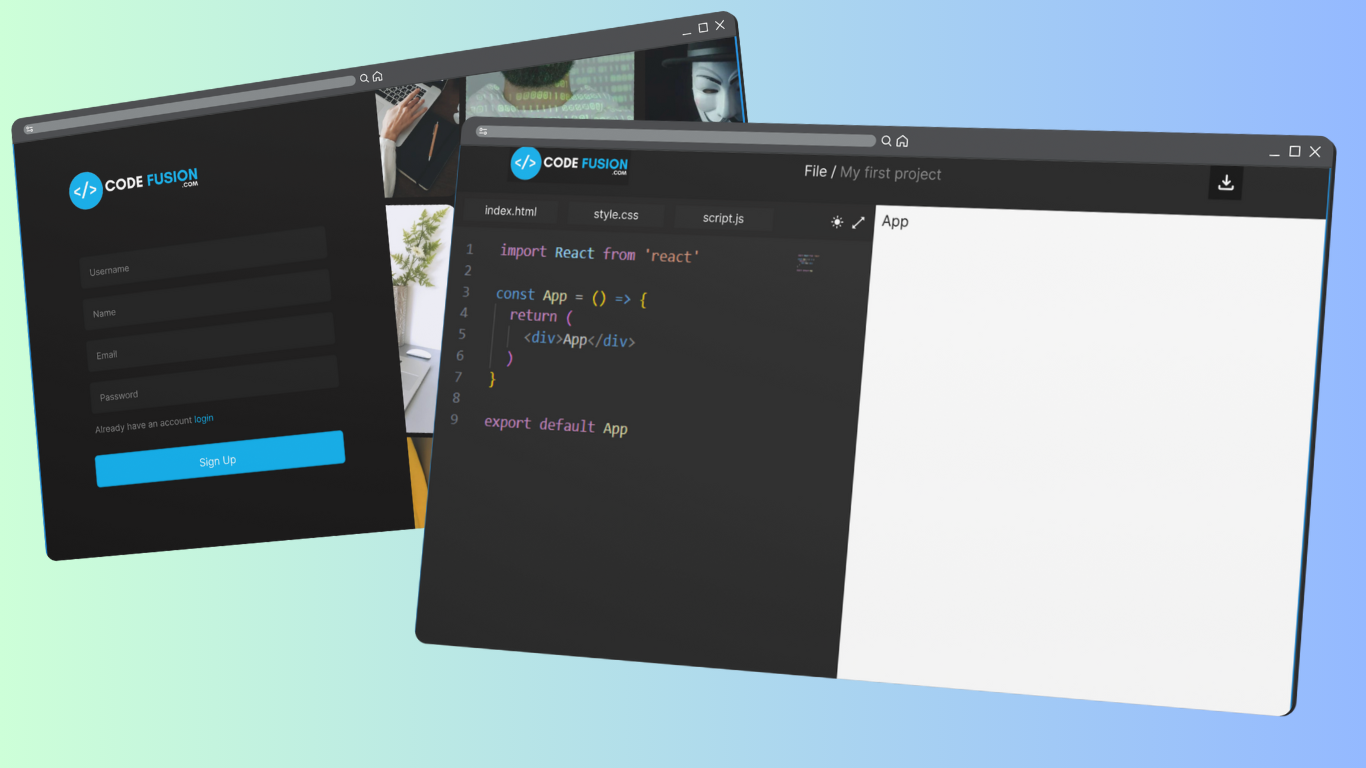 </> CODE FUSION
.COM
Username
Name
Email
Password
Already have an account login
Sign Up
</> CODE FUSION
.COM
File / My first project
index.html style.css script.js
1 import React from 'react'
2
3 const App = () => {
4 return (
5 <div>App</div>
6 )
7 }
8
9 export default App
App